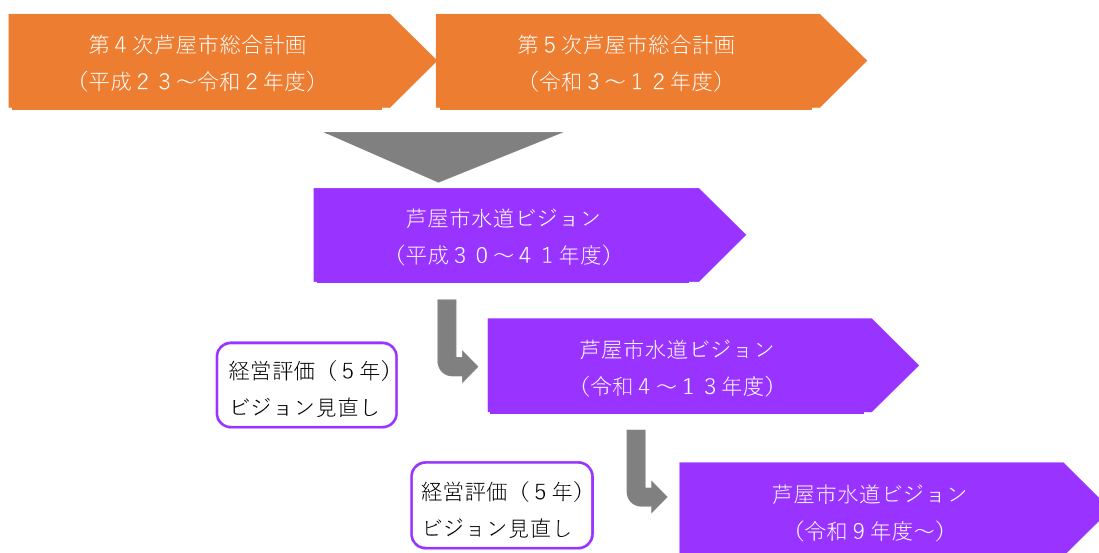 第4次芦屋市総合計画
（平成23～令和2年度）
第5次芦屋市総合計画
（令和3～12年度）
芦屋市水道ビジョン
（平成30～41年度）
経営評価（5年）
ビジョン見直し
芦屋市水道ビジョン
（令和4～13年度）
経営評価（5年）
ビジョン見直し
芦屋市水道ビジョン
（令和9年度～）